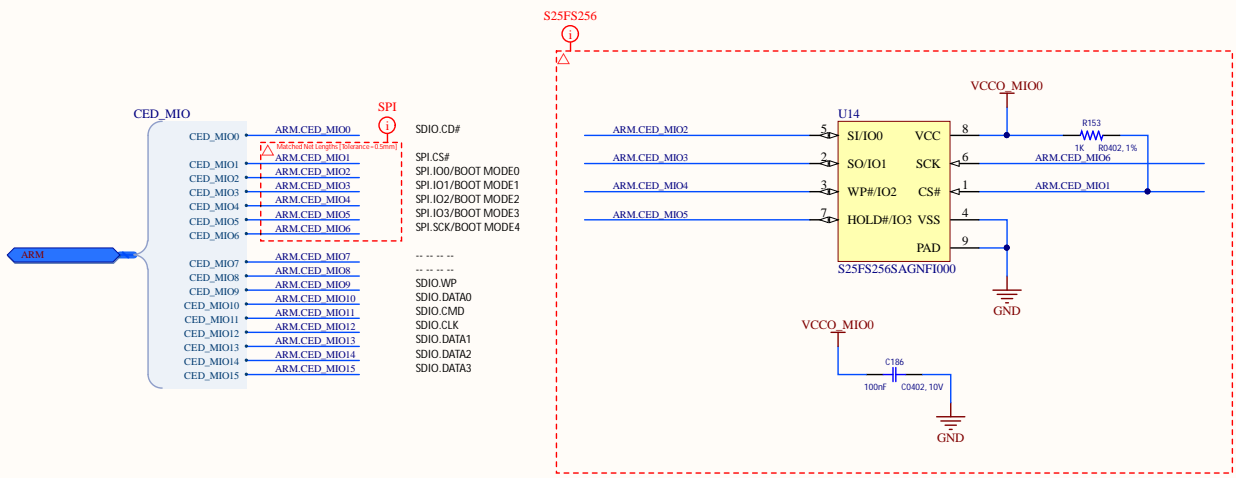 S25FS256
i
SPI
i
CED_MIO
CED_MIO0 ARM.CED_MIO0 SDIO.CD#
Matched Net Lengths [Tolerance = 0.5mm]
CED_MIO1 ARM.CED_MIO1 SPI.CS#
CED_MIO2 ARM.CED_MIO2 SPI.IO0/BOOT MODE0
CED_MIO3 ARM.CED_MIO3 SPI.IO1/BOOT MODE1
CED_MIO4 ARM.CED_MIO4 SPI.IO2/BOOT MODE2
CED_MIO5 ARM.CED_MIO5 SPI.IO3/BOOT MODE3
CED_MIO6 ARM.CED_MIO6 SPI.SCK/BOOT MODE4
ARM
CED_MIO7 ARM.CED_MIO7 -- -- -- --
CED_MIO8 ARM.CED_MIO8 -- -- -- --
CED_MIO9 ARM.CED_MIO9 SDIO.WP
CED_MIO10 ARM.CED_MIO10 SDIO.DATA0
CED_MIO11 ARM.CED_MIO11 SDIO.CMD
CED_MIO12 ARM.CED_MIO12 SDIO.CLK
CED_MIO13 ARM.CED_MIO13 SDIO.DATA1
CED_MIO14 ARM.CED_MIO14 SDIO.DATA2
CED_MIO15 ARM.CED_MIO15 SDIO.DATA3
VCCO_MIO0
U14
R153
ARM.CED_MIO2 5 SI/IO0 VCC 8
1K R0402, 1%
ARM.CED_MIO3 2 SO/IO1 SCK 6 ARM.CED_MIO6
ARM.CED_MIO4 3 WP#/IO2 CS# 1 ARM.CED_MIO1
ARM.CED_MIO5 7 HOLD#/IO3 VSS 4
PAD 9
S25FS256SAGNFI000
GND
VCCO_MIO0
C186
100nF C0402, 10V
GND